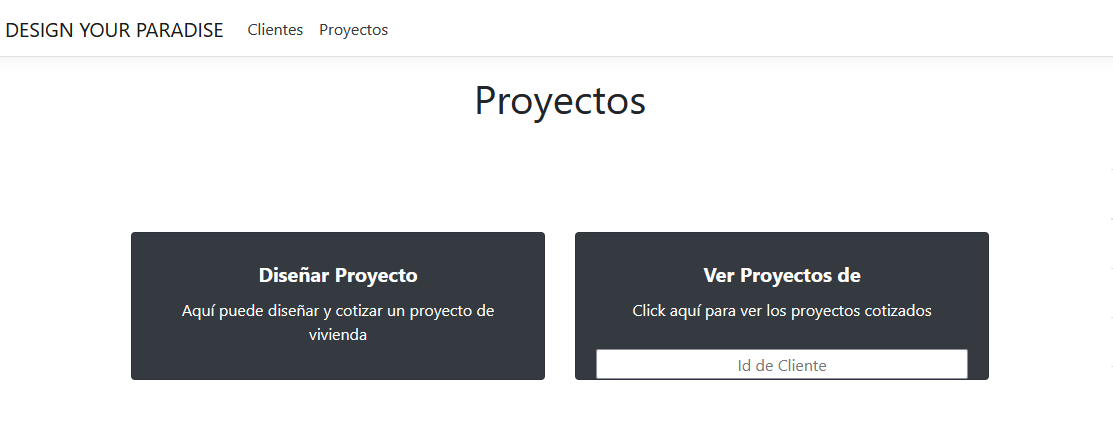 DESIGN YOUR PARADISE Clientes Proyectos
Proyectos
Diseñar Proyecto
Aquí puede diseñar y cotizar un proyecto de
vivienda
Ver Proyectos de
Click aquí para ver los proyectos cotizados
Id de Cliente